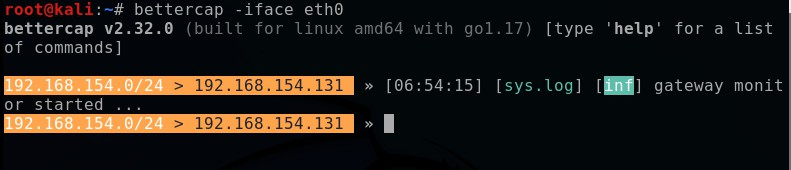 root@kali:~# bettercap -iface eth0
bettercap v2.32.0 (built for linux amd64 with go1.17) [type 'help' for a list
of commands]
192.168.154.0/24 > 192.168.154.131 » [06:54:15] [sys.log] [inf] gateway monit
or started ...
192.168.154.0/24 > 192.168.154.131 »